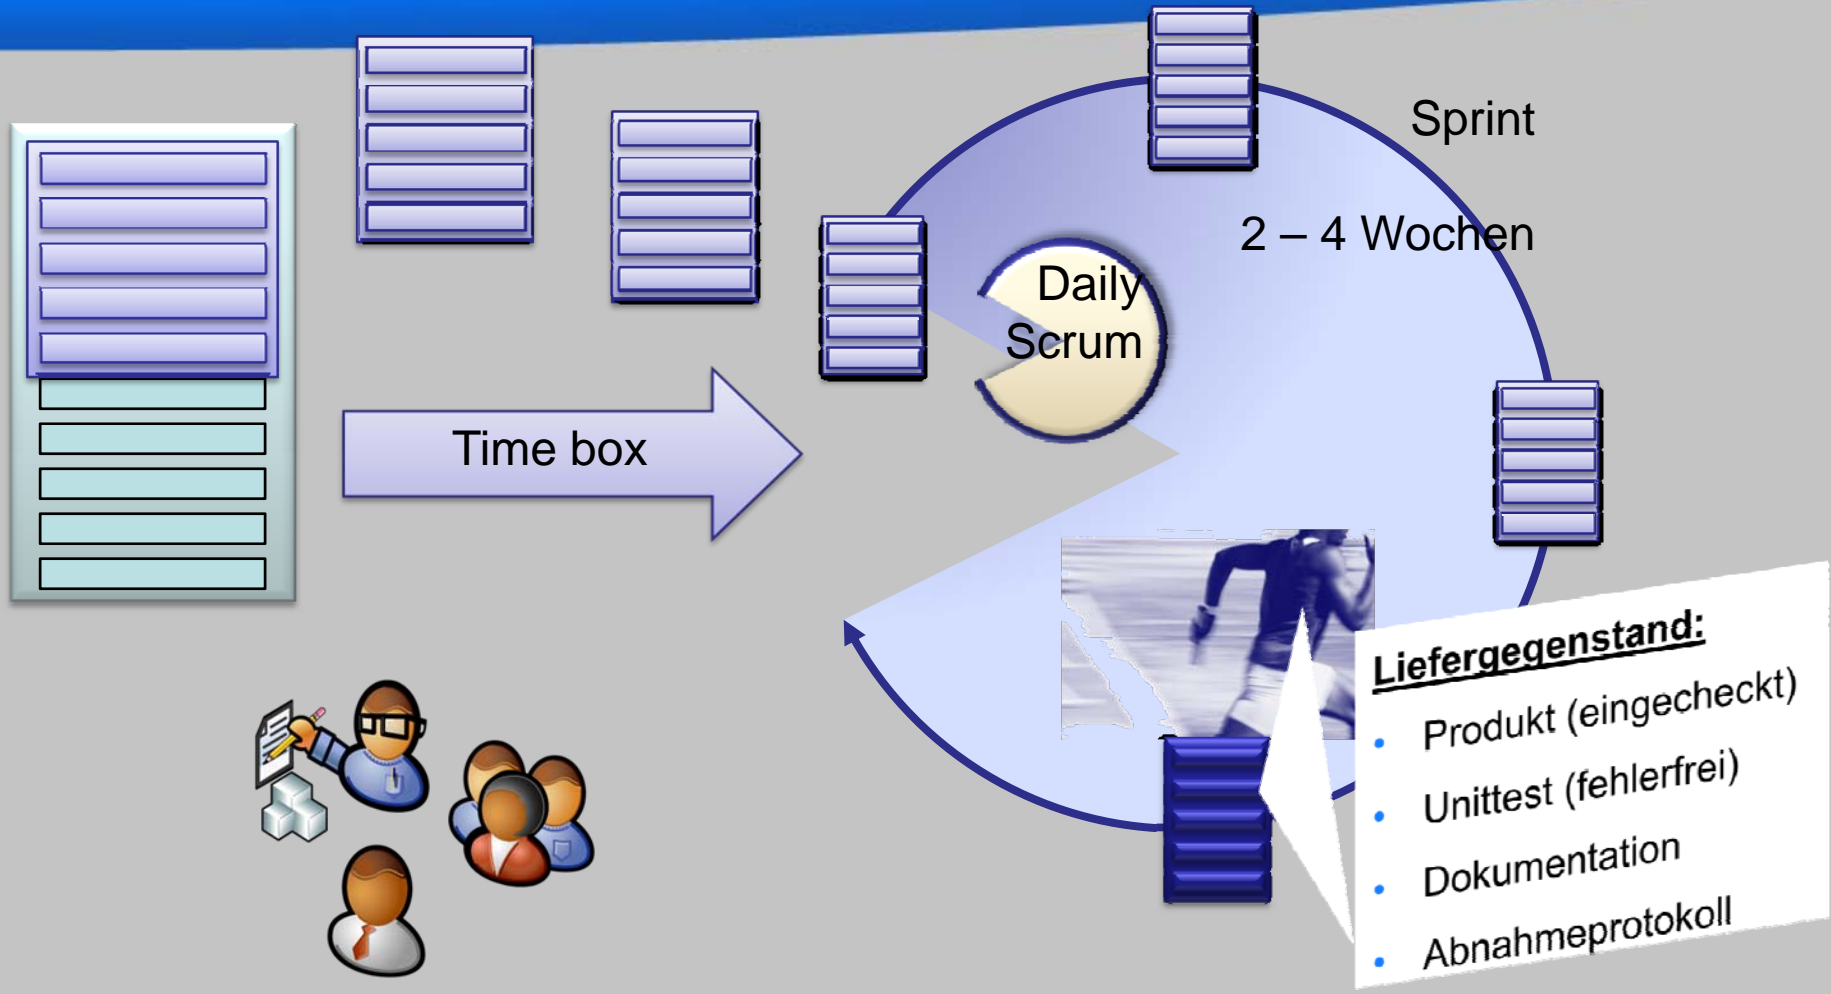 Sprint
2 – 4 Wochen
Daily
Scrum
Time box
Liefergegenstand:
• Produkt (eingecheckt)
• Unittest (fehlerfrei)
• Dokumentation
• Abnahmeprotokoll